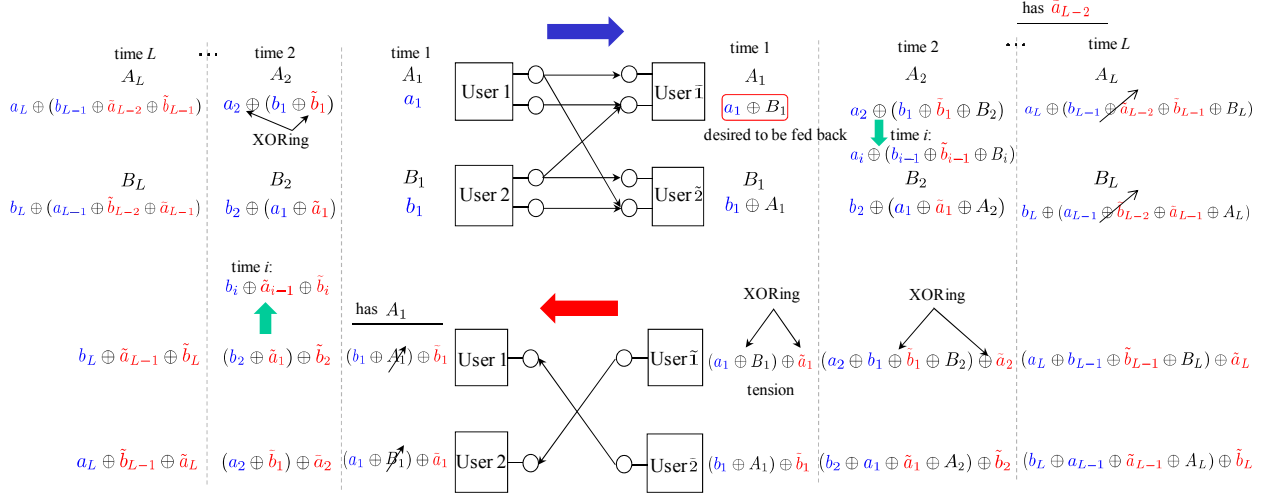 has ã_{L−2}
time L ··· time 2 time 1 time 1 time 2 ··· time L
A_L A_2 A_1 User 1 User 1̃ A_1 A_2 A_L
a_L ⊕ (b_{L−1} ⊕ ã_{L−2} ⊕ b̃_{L−1}) a_2 ⊕ (b_1 ⊕ b̃_1) a_1 a_1 ⊕ B_1 a_2 ⊕ (b_1 ⊕ b̃_1 ⊕ B_2) a_L ⊕ (b_{L−1} ⊕ ã_{L−2} ⊕ b̃_{L−1} ⊕ B_L)
XORing desired to be fed back time i:
a_i ⊕ (b_{i−1} ⊕ b̃_{i−1} ⊕ B_i)
B_L B_2 B_1 User 2 User 2̃ B_1 B_2 B_L
b_L ⊕ (a_{L−1} ⊕ b̃_{L−2} ⊕ ã_{L−1}) b_2 ⊕ (a_1 ⊕ ã_1) b_1 b_1 ⊕ A_1 b_2 ⊕ (a_1 ⊕ ã_1 ⊕ A_2) b_L ⊕ (a_{L−1} ⊕ b̃_{L−2} ⊕ ã_{L−1} ⊕ A_L)
time i:
b_i ⊕ ã_{i−1} ⊕ b̃_i
has A_1 XORing XORing
b_L ⊕ ã_{L−1} ⊕ b̃_L (b_2 ⊕ ã_1) ⊕ b̃_2 (b_1 ⊕ A_1) ⊕ b̃_1 User 1 User 1̃ (a_1 ⊕ B_1) ⊕ ã_1 (a_2 ⊕ b_1 ⊕ b̃_1 ⊕ B_2) ⊕ ã_2 (a_L ⊕ b_{L−1} ⊕ b̃_{L−1} ⊕ B_L) ⊕ ã_L
tension
a_L ⊕ b̃_{L−1} ⊕ ã_L (a_2 ⊕ b̃_1) ⊕ ã_2 (a_1 ⊕ B_1) ⊕ ã_1 User 2 User 2̃ (b_1 ⊕ A_1) ⊕ b̃_1 (b_2 ⊕ a_1 ⊕ ã_1 ⊕ A_2) ⊕ b̃_2 (b_L ⊕ a_{L−1} ⊕ ã_{L−1} ⊕ A_L) ⊕ b̃_L